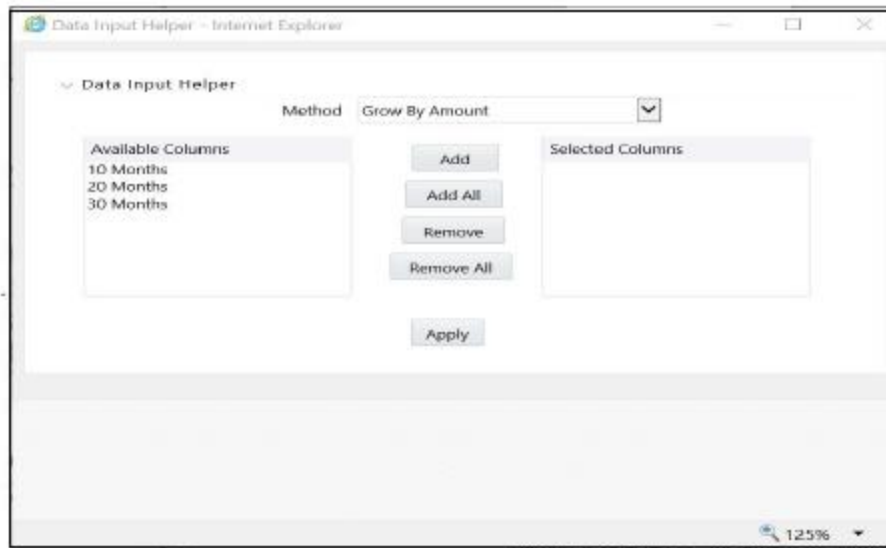 Data Input Helper - Internet Explorer
Data Input Helper
Method Grow By Amount
Available Columns
10 Months
20 Months
30 Months
Add
Add All
Remove
Remove All
Selected Columns
Apply
125%